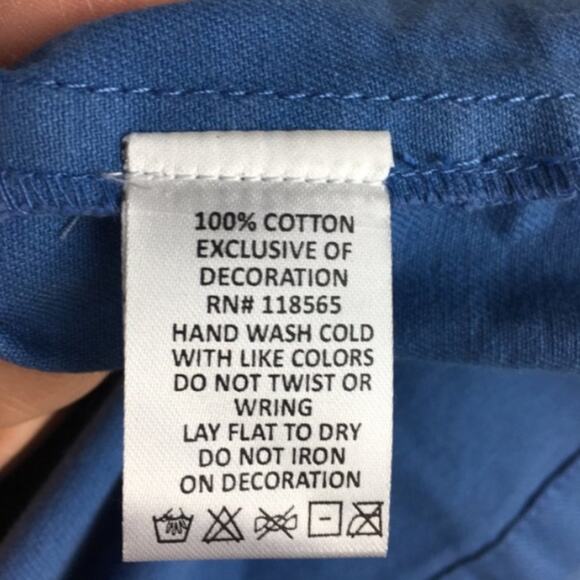 100% COTTON
EXCLUSIVE OF
DECORATION
RN# 118565
HAND WASH COLD
WITH LIKE COLORS
DO NOT TWIST OR
WRING
LAY FLAT TO DRY
DO NOT IRON
ON DECORATION